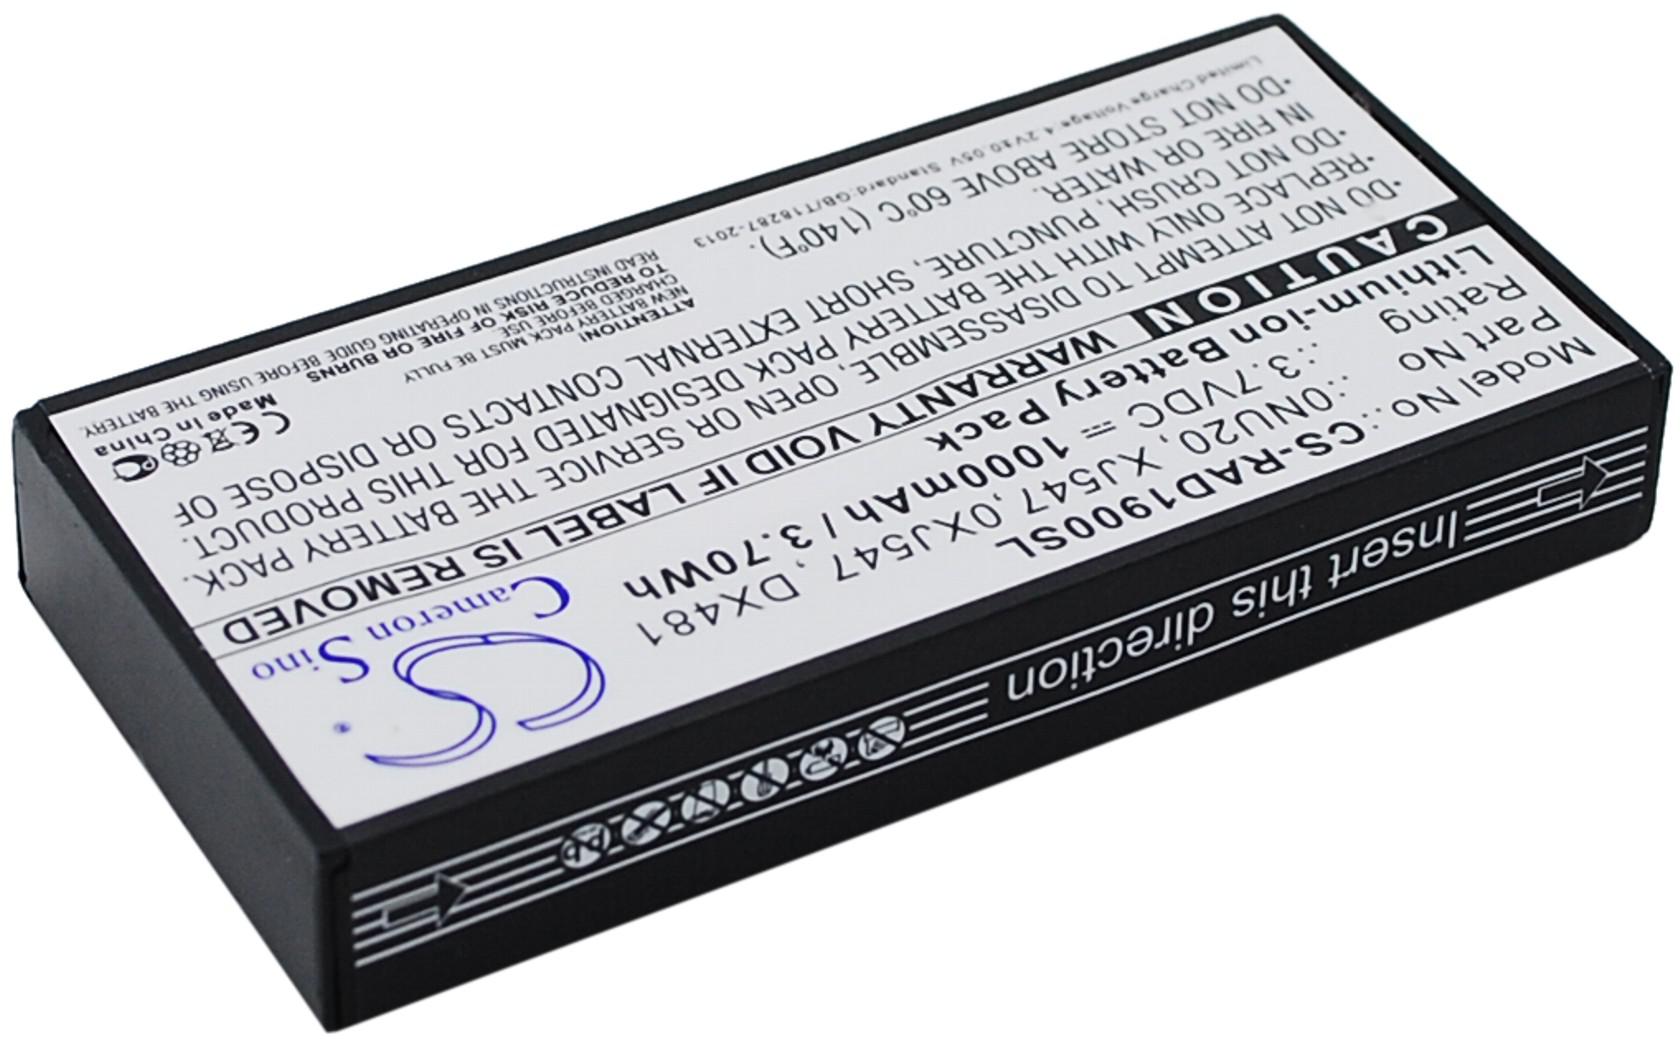 CS
®
Cameron Sino
Model No.:CS-RAD1900SL
Part No :0NU20, XJ547, 0XJ547, DX481
Rating :3.7VDC ⎓ 1000mAh / 3.70Wh
Lithium-ion Battery Pack
CAUTION WARRANTY VOID IF LABEL IS REMOVED
•DO NOT ATTEMPT TO DISASSEMBLE, OPEN OR SERVICE THE BATTERY PACK.
•REPLACE ONLY WITH THE BATTERY PACK DESIGNATED FOR THIS PRODUCT.
•DO NOT CRUSH, PUNCTURE, SHORT EXTERNAL CONTACTS OR DISPOSE OF
IN FIRE OR WATER.
•DO NOT STORE ABOVE 60°C (140°F).
Limited Charge Voltage:4.2V±0.05V Standard:GB/T18287-2013
ATTENTION!
NEW BATTERY PACK MUST BE FULLY
CHARGED BEFORE USE.
TO REDUCE RISK OF FIRE OR BURNS
READ INSTRUCTIONS IN OPERATING GUIDE BEFORE USING THE BATTERY.
CE
Made in China
PC
Insert this direction
Pb